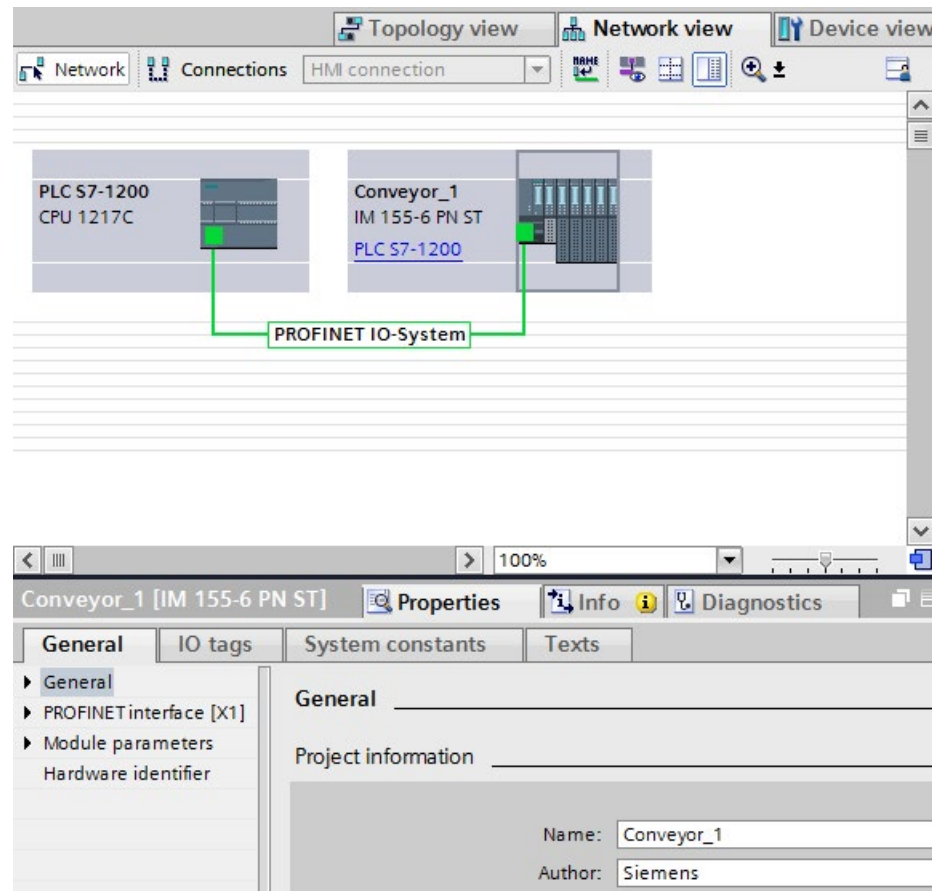 Topology view Network view Device view
Network Connections HMI connection NAME
PLC S7-1200
CPU 1217C
Conveyor_1
IM 155-6 PN ST
PLC S7-1200
PROFINET IO-System
100%
Conveyor_1 [IM 155-6 PN ST] Properties Info Diagnostics
General IO tags System constants Texts
General
PROFINET interface [X1]
Module parameters
Hardware identifier
General
Project information
Name: Conveyor_1
Author: Siemens